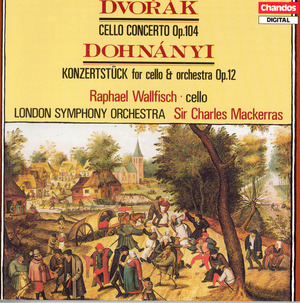 DVOŘÁK
Chandos
DIGITAL
CELLO CONCERTO Op.104
DOHNÁNYI
KONZERTSTÜCK for cello & orchestra Op.12
Raphael Wallfisch · cello
LONDON SYMPHONY ORCHESTRA Sir Charles Mackerras